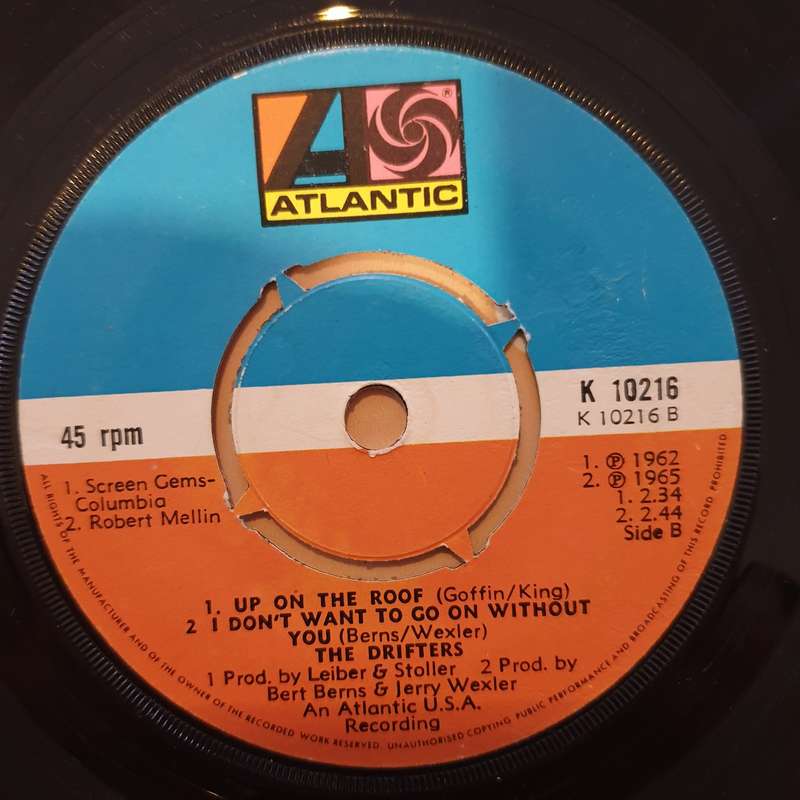 ATLANTIC
®
45 rpm
K 10216
K 10216 B
1. Screen Gems-
Columbia
2. Robert Mellin
1. ℗ 1962
2. ℗ 1965
1. 2.34
2. 2.44
Side B
1. UP ON THE ROOF (Goffin/King)
2 I DON'T WANT TO GO ON WITHOUT
YOU (Berns/Wexler)
THE DRIFTERS
1 Prod. by Leiber & Stoller 2 Prod. by
Bert Berns & Jerry Wexler
An Atlantic U.S.A.
Recording
ALL RIGHTS OF THE MANUFACTURER AND OF THE OWNER OF THE RECORDED WORK RESERVED. UNAUTHORISED COPYING PUBLIC PERFORMANCE AND BROADCASTING OF THIS RECORD PROHIBITED